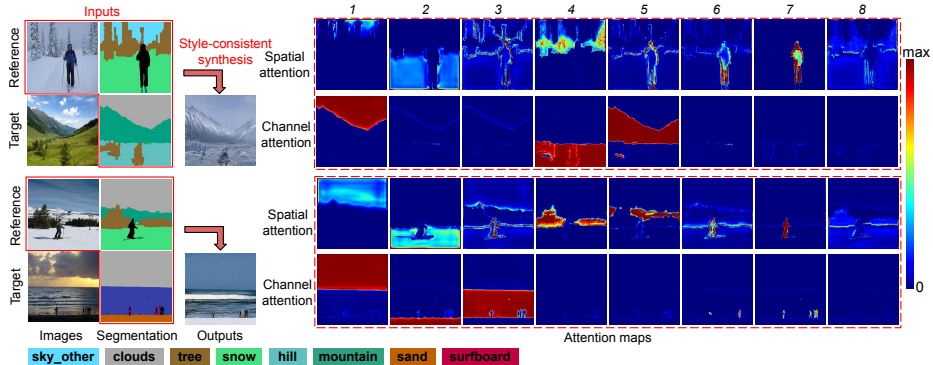 Inputs
1 2 3 4 5 6 7 8
Reference
Style-consistent
synthesis
Spatial
attention
max
Target
Channel
attention
Reference
Spatial
attention
Target
Channel
attention
0
Images Segmentation Outputs
Attention maps
sky_other clouds tree snow hill mountain sand surfboard